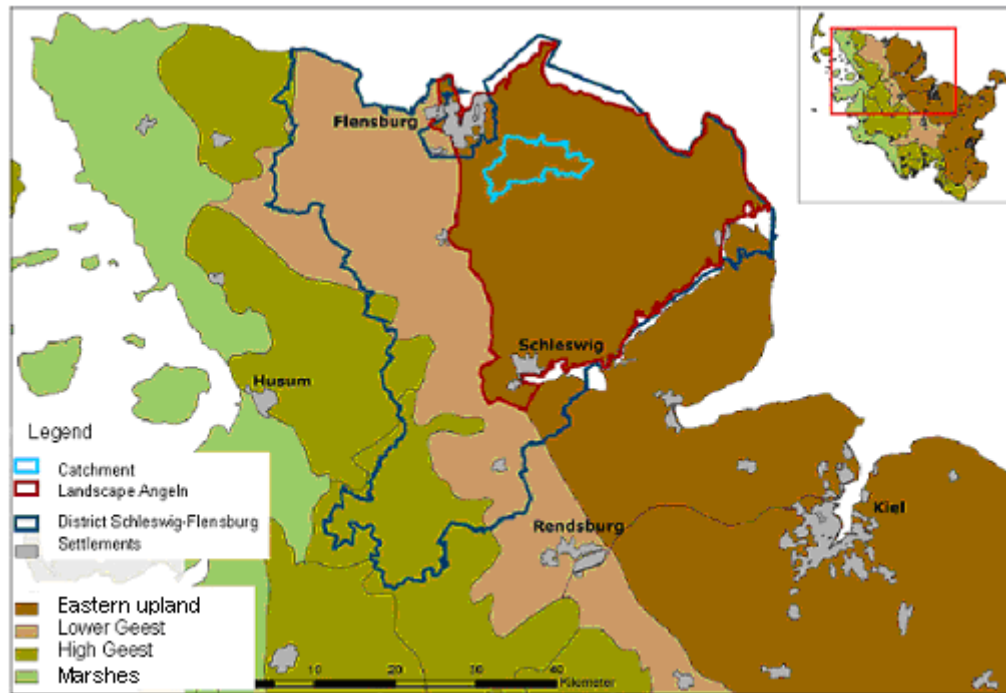 Flensburg
Schleswig
Husum
Legend
Catchment
Landscape Angeln
District Schleswig-Flensburg
Settlements
Rendsburg
Kiel
Eastern upland
Lower Geest
High Geest
Marshes
10 20 30 40
Kilometer